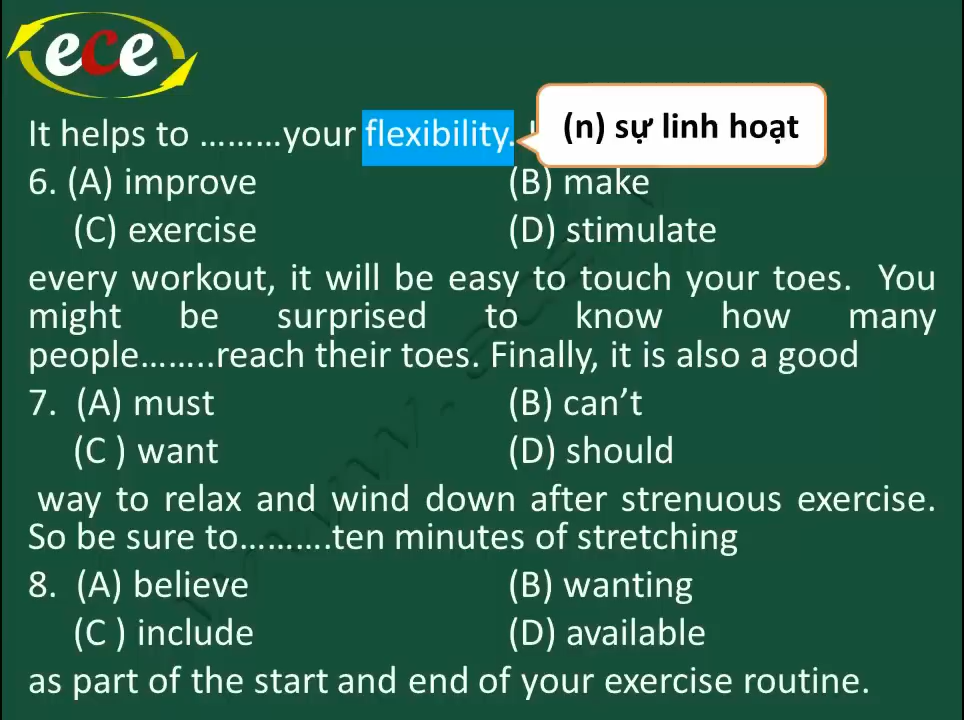 ece
It helps to ………your flexibility.
(n) sự linh hoạt
6. (A) improve (B) make
(C) exercise (D) stimulate
every workout, it will be easy to touch your toes. You
might be surprised to know how many
people……..reach their toes. Finally, it is also a good
7. (A) must (B) can’t
(C ) want (D) should
way to relax and wind down after strenuous exercise.
So be sure to……….ten minutes of stretching
8. (A) believe (B) wanting
(C ) include (D) available
as part of the start and end of your exercise routine.